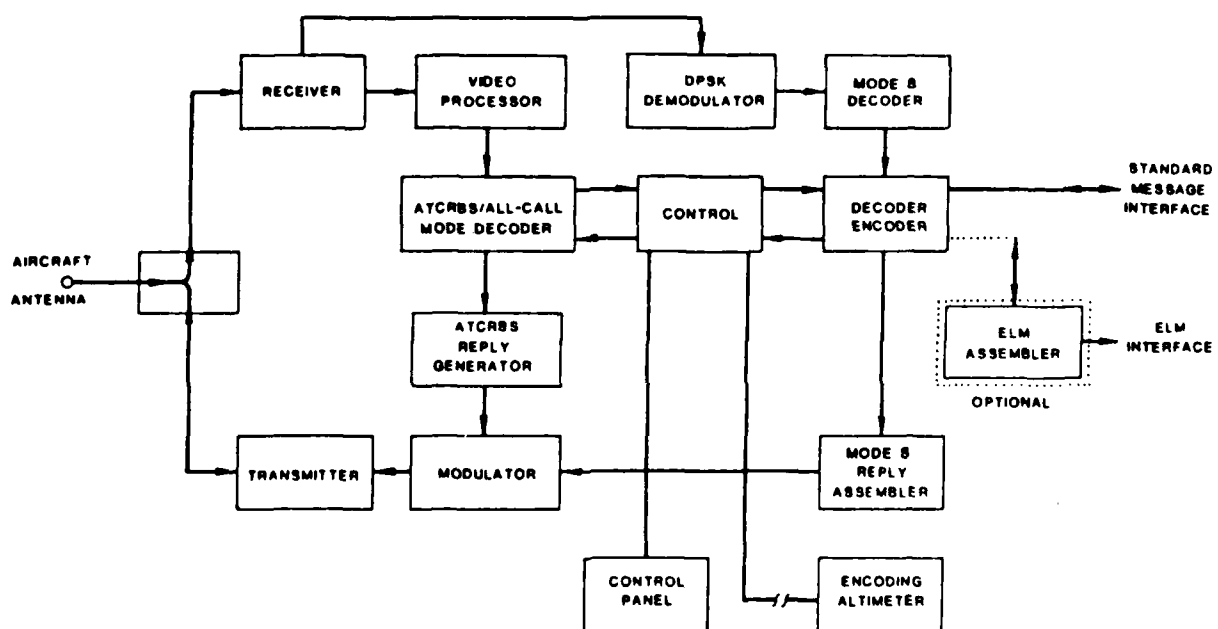 RECEIVER
VIDEO
PROCESSOR
DPSK
DEMODULATOR
MODE S
DECODER
ATCRBS/ALL-CALL
MODE DECODER
CONTROL
DECODER
ENCODER
STANDARD
MESSAGE
INTERFACE
AIRCRAFT
ANTENNA
ATCRBS
REPLY
GENERATOR
ELM
ASSEMBLER
ELM
INTERFACE
OPTIONAL
TRANSMITTER
MODULATOR
MODE S
REPLY
ASSEMBLER
CONTROL
PANEL
ENCODING
ALTIMETER